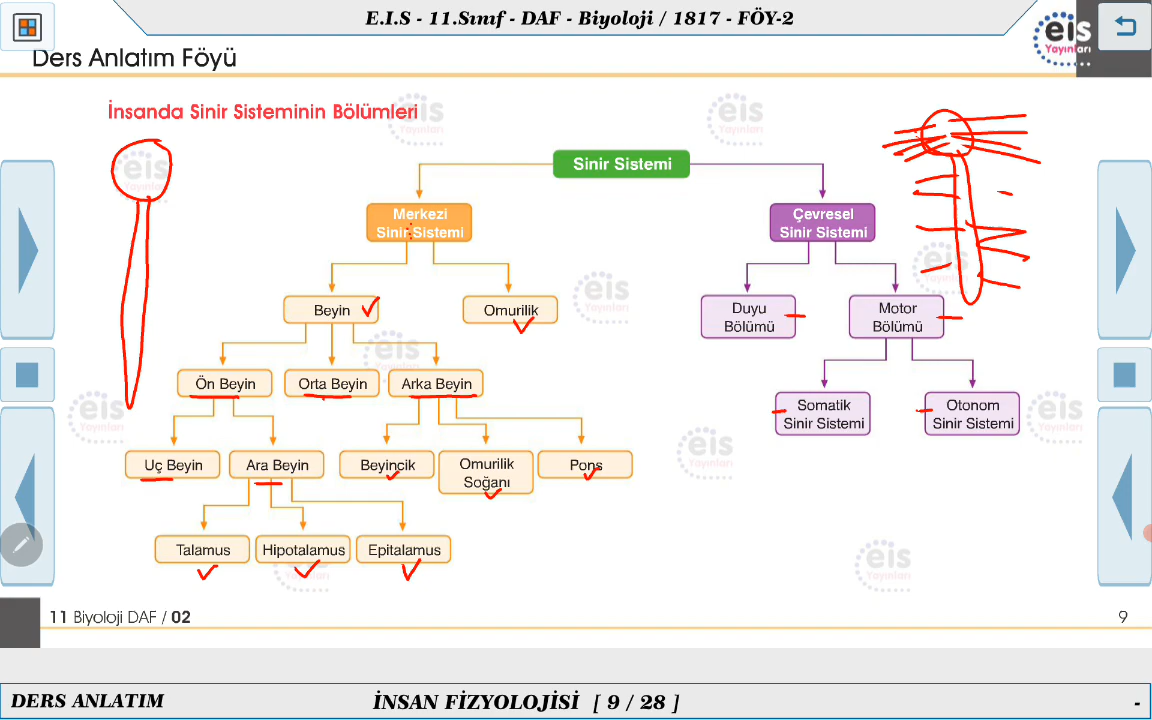 E.I.S - 11.Sınıf - DAF - Biyoloji / 1817 - FÖY-2
eis
Yayınları
Ders Anlatım Föyü
İnsanda Sinir Sisteminin Bölümleri
Sinir Sistemi
Merkezi
Sinir Sistemi
Çevresel
Sinir Sistemi
Beyin
Omurilik
Duyu
Bölümü
Motor
Bölümü
Ön Beyin
Orta Beyin
Arka Beyin
Somatik
Sinir Sistemi
Otonom
Sinir Sistemi
Uç Beyin
Ara Beyin
Beyincik
Omurilik
Soğanı
Pons
Talamus
Hipotalamus
Epitalamus
11 Biyoloji DAF / 02
9
DERS ANLATIM
İNSAN FİZYOLOJİSİ [ 9 / 28 ]
-